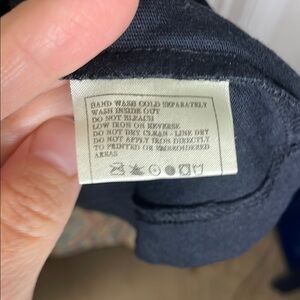 HAND WASH COLD SEPARATELY
WASH INSIDE OUT
DO NOT BLEACH
LOW IRON ON REVERSE
DO NOT DRY CLEAN - LINE DRY
DO NOT APPLY IRON DIRECTLY
TO PRINTED OR EMBROIDERED
AREAS